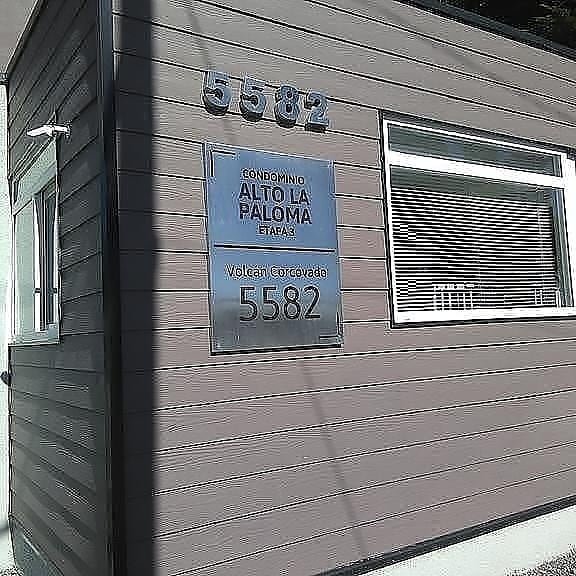 5582
CONDOMINIO
ALTO LA
PALOMA
ETAPA 3
Volcán Corcovado
5582